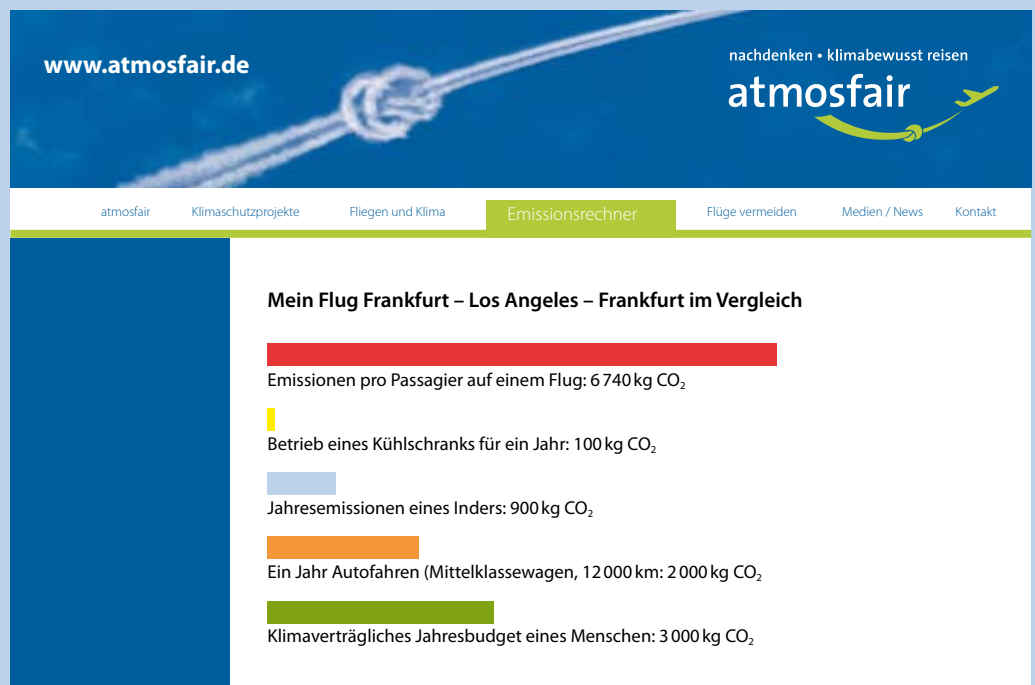 www.atmosfair.de
nachdenken • klimabewusst reisen
atmosfair
atmosfair Klimaschutzprojekte Fliegen und Klima Emissionsrechner Flüge vermeiden Medien / News Kontakt
Mein Flug Frankfurt – Los Angeles – Frankfurt im Vergleich
Emissionen pro Passagier auf einem Flug: 6 740 kg CO₂
Betrieb eines Kühlschranks für ein Jahr: 100 kg CO₂
Jahresemissionen eines Inders: 900 kg CO₂
Ein Jahr Autofahren (Mittelklassewagen, 12 000 km: 2 000 kg CO₂
Klimaverträgliches Jahresbudget eines Menschen: 3 000 kg CO₂